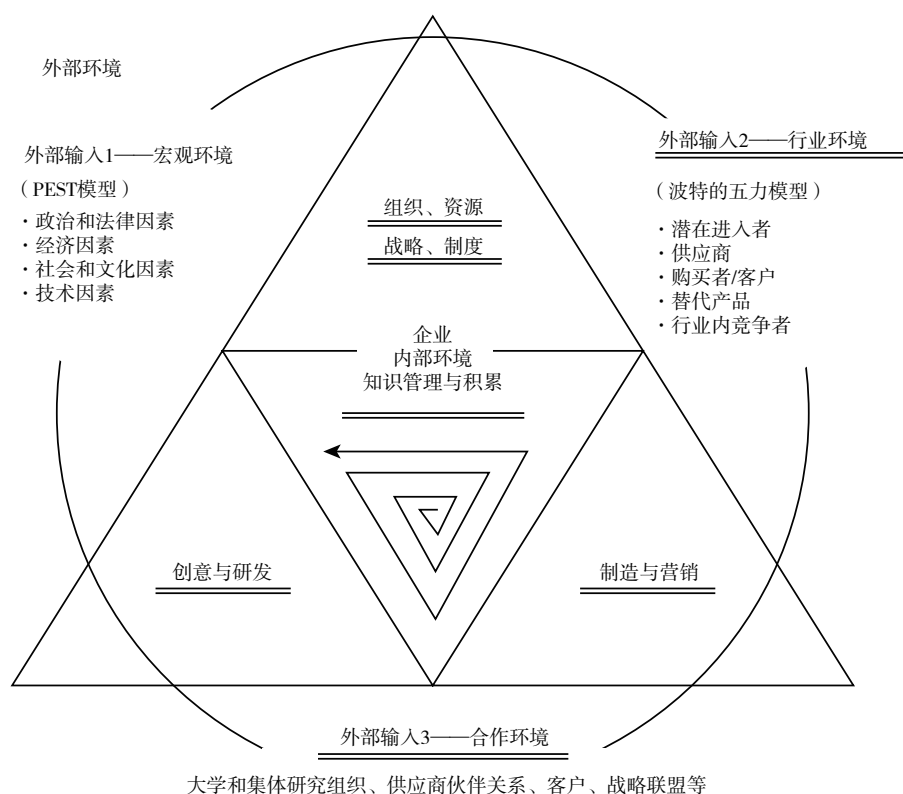 外部环境
外部输入1——宏观环境
（PEST模型）
·政治和法律因素
·经济因素
·社会和文化因素
·技术因素
外部输入2——行业环境
（波特的五力模型）
·潜在进入者
·供应商
·购买者/客户
·替代产品
·行业内竞争者
组织、资源
战略、制度
企业
内部环境
知识管理与积累
创意与研发
制造与营销
外部输入3——合作环境
大学和集体研究组织、供应商伙伴关系、客户、战略联盟等